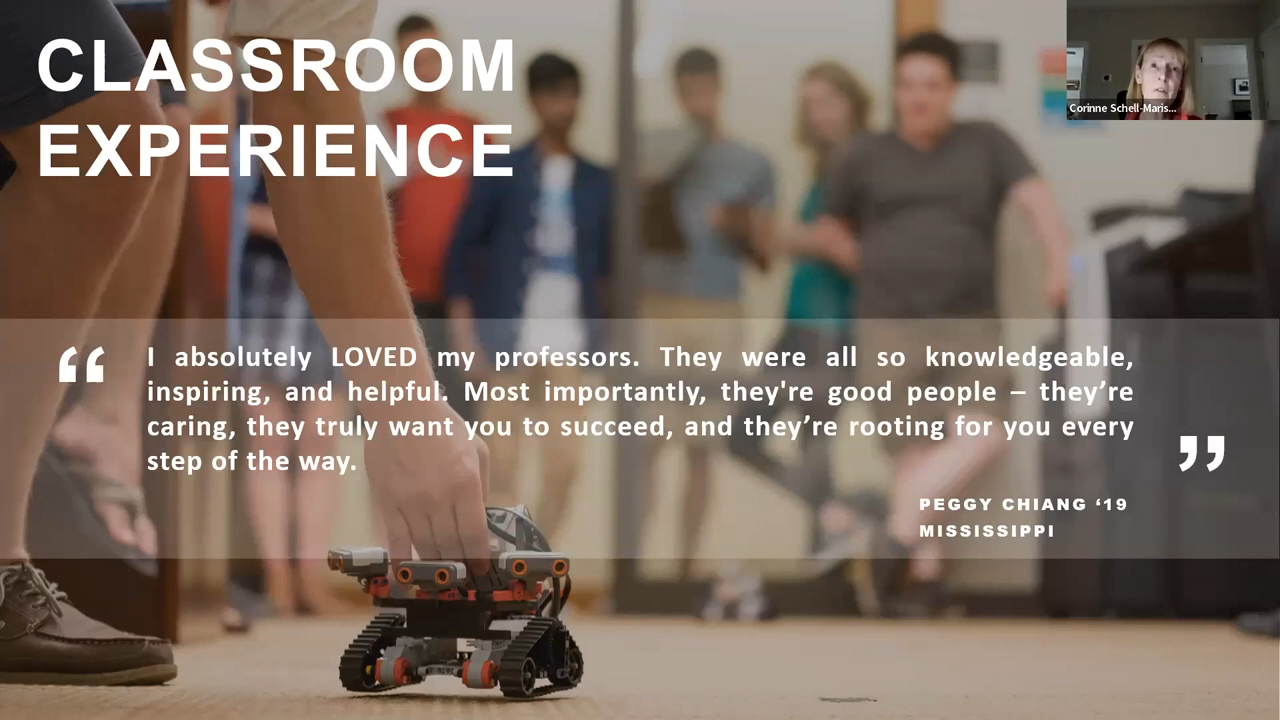 CLASSROOM
EXPERIENCE
Corinne Schell-Maris...
“ I absolutely LOVED my professors. They were all so knowledgeable,
inspiring, and helpful. Most importantly, they're good people – they’re
caring, they truly want you to succeed, and they’re rooting for you every
step of the way. ”
PEGGY CHIANG ‘19
MISSISSIPPI